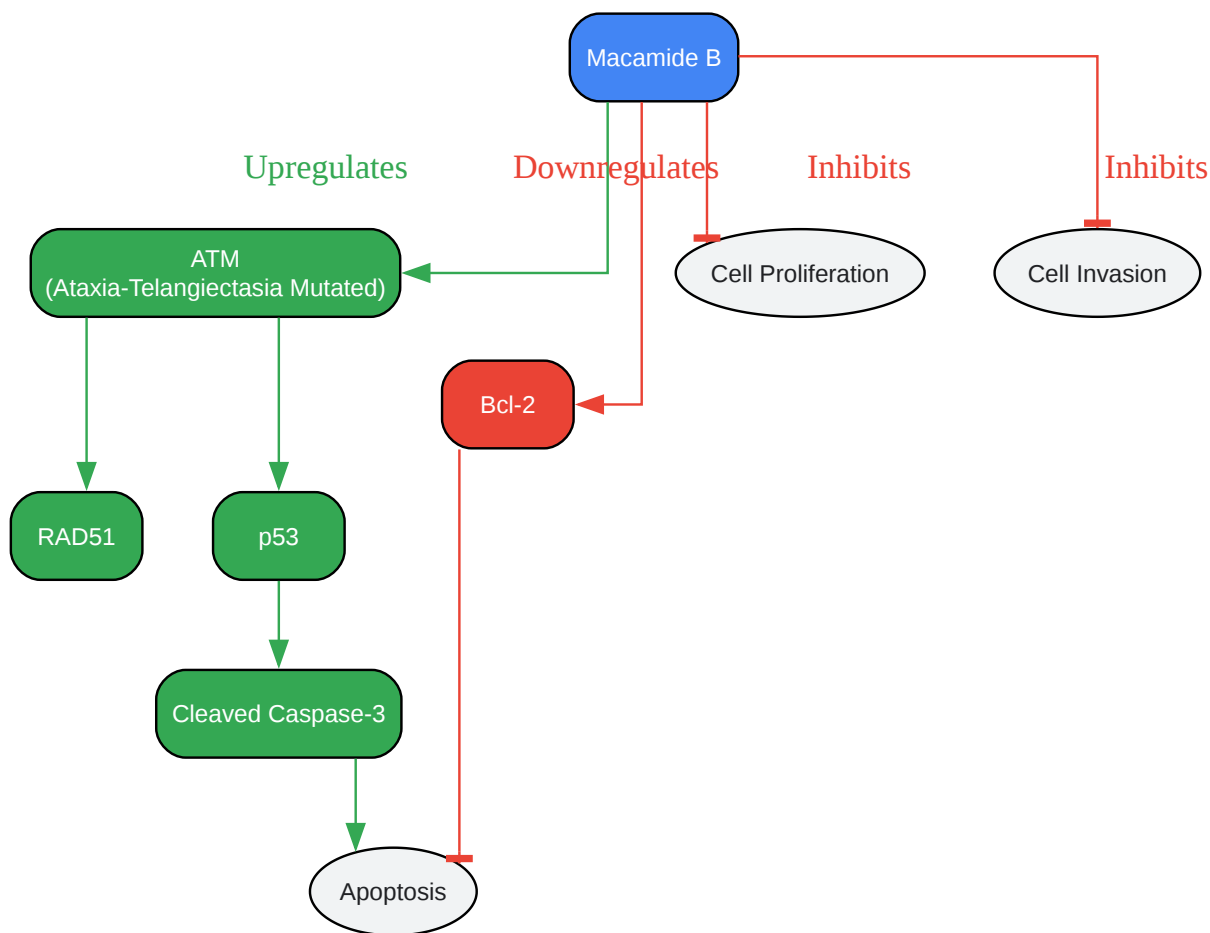 Macamide B
Upregulates
Downregulates
Inhibits
Inhibits
ATM
(Ataxia-Telangiectasia Mutated)
Cell Proliferation
Cell Invasion
Bcl-2
RAD51
p53
Cleaved Caspase-3
Apoptosis